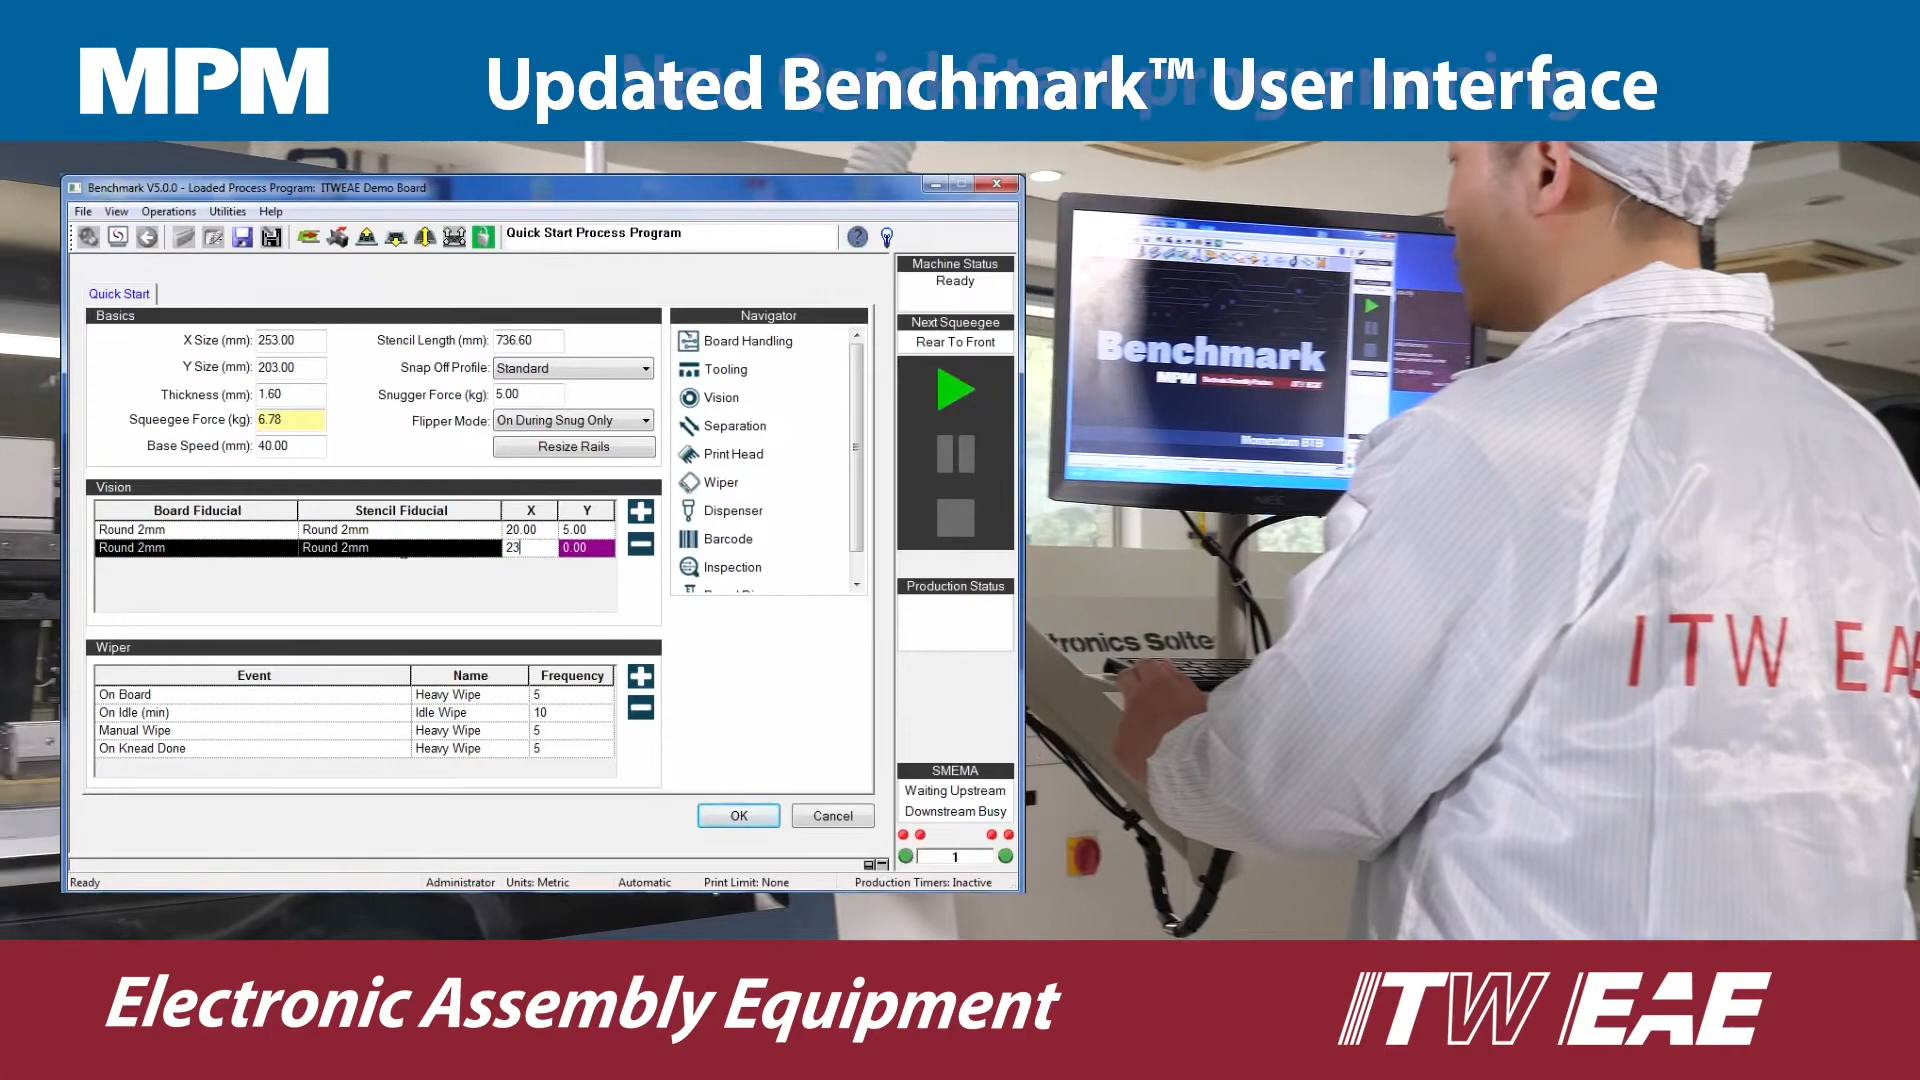 MPM
Updated Benchmark™ User Interface
Benchmark V5.0.0 - Loaded Process Program: ITWEAE Demo Board
File View Operations Utilities Help
Quick Start Process Program
Quick Start
Basics
X Size (mm): 253.00
Y Size (mm): 203.00
Thickness (mm): 1.60
Squeegee Force (kg): 6.78
Base Speed (mm): 40.00
Stencil Length (mm): 736.60
Snap Off Profile: Standard
Snugger Force (kg): 5.00
Flipper Mode: On During Snug Only
Resize Rails
Vision
Board Fiducial Stencil Fiducial X Y
Round 2mm Round 2mm 20.00 5.00
Round 2mm Round 2mm 23 0.00
Wiper
Event Name Frequency
On Board Heavy Wipe 5
On Idle (min) Idle Wipe 10
Manual Wipe Heavy Wipe 5
On Knead Done Heavy Wipe 5
Navigator
Board Handling
Tooling
Vision
Separation
Print Head
Wiper
Dispenser
Barcode
Inspection
OK Cancel
Machine Status
Ready
Next Squeegee
Rear To Front
Production Status
SMEMA
Waiting Upstream
Downstream Busy
1
Ready Administrator Units: Metric Automatic Print Limit: None Production Timers: Inactive
Benchmark
MPM
Momentum BTB
NEC
tronics Solte
ITW EAE
Electronic Assembly Equipment
ITW EAE